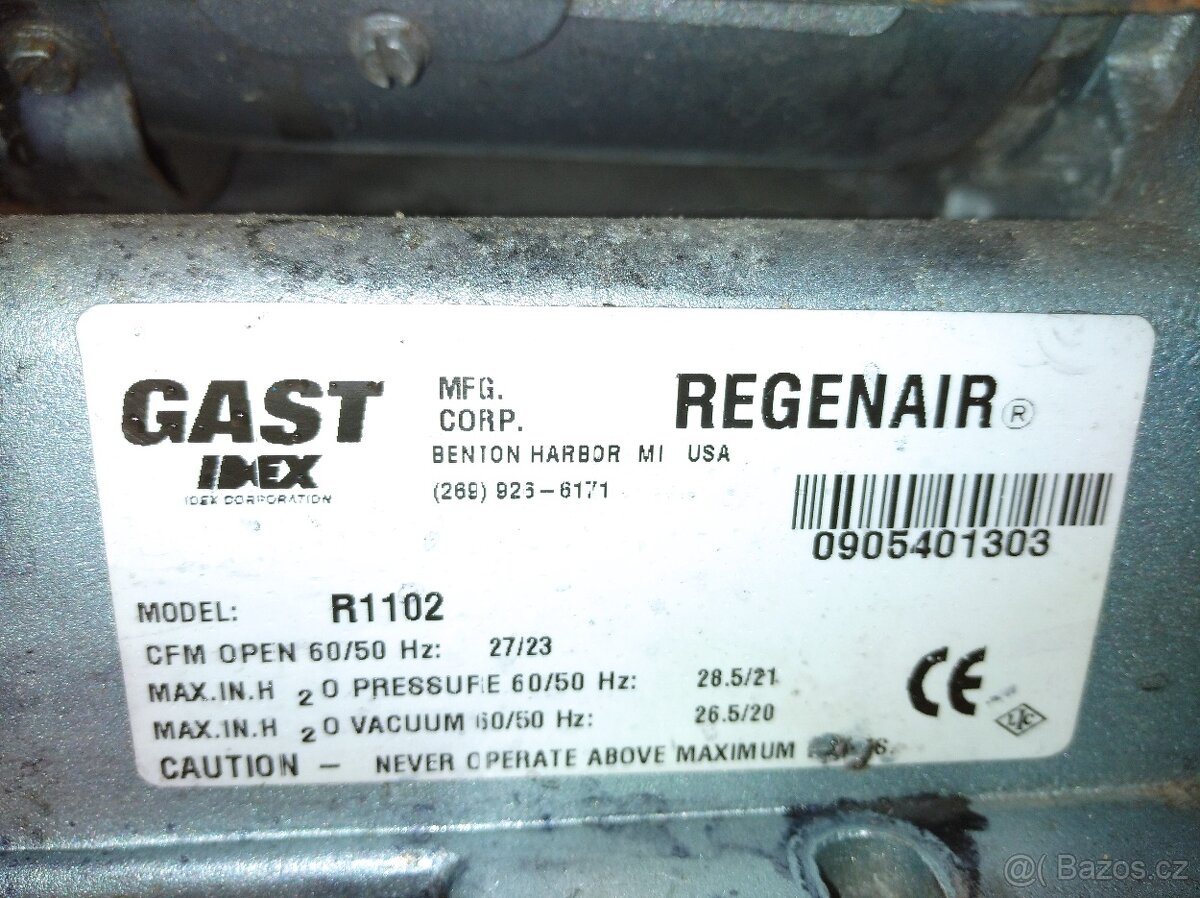 GAST
IDEX
IDEX CORPORATION
MFG.
CORP.
BENTON HARBOR MI USA
(269) 926-6171
REGENAIR®
0905401303
MODEL: R1102
CFM OPEN 60/50 Hz: 27/23
MAX.IN.H 2O PRESSURE 60/50 Hz: 28.5/21
MAX.IN.H 2O VACUUM 60/50 Hz: 26.5/20
CAUTION – NEVER OPERATE ABOVE MAXIMUM
CE
@( Bazos.cz